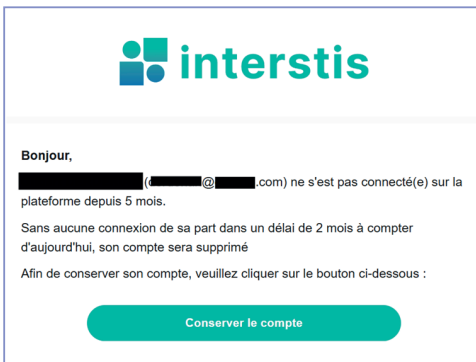 interstis
Bonjour,
(@.com) ne s'est pas connecté(e) sur la
plateforme depuis 5 mois.
Sans aucune connexion de sa part dans un délai de 2 mois à compter
d'aujourd'hui, son compte sera supprimé
Afin de conserver son compte, veuillez cliquer sur le bouton ci-dessous :
Conserver le compte